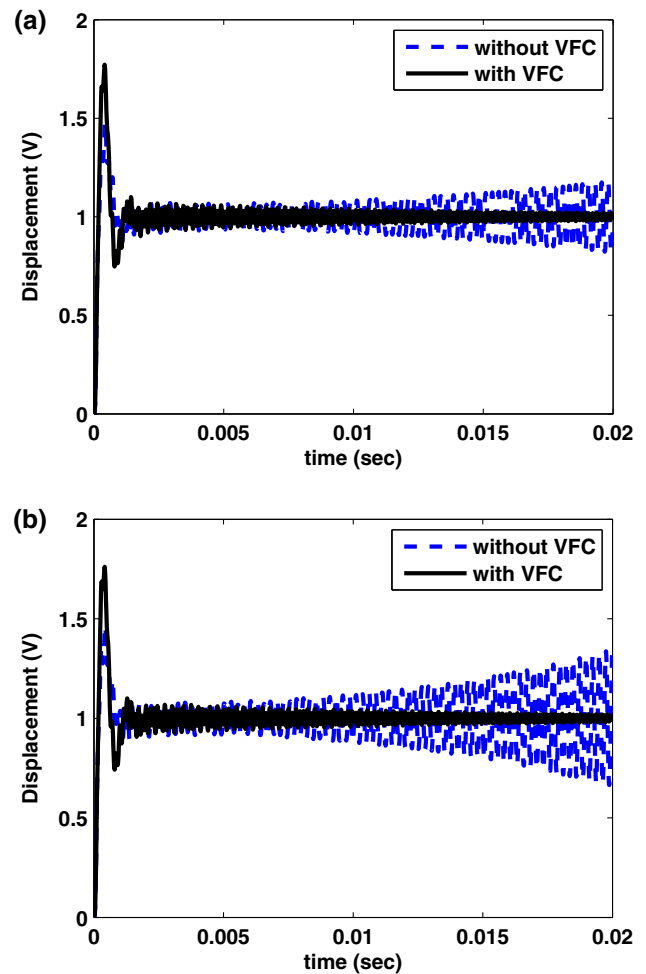 (a)
2
1.5
1
0.5
0
Displacement (V)
without VFC
with VFC
0 0.005 0.01 0.015 0.02
time (sec)
(b)
2
1.5
1
0.5
0
Displacement (V)
without VFC
with VFC
0 0.005 0.01 0.015 0.02
time (sec)